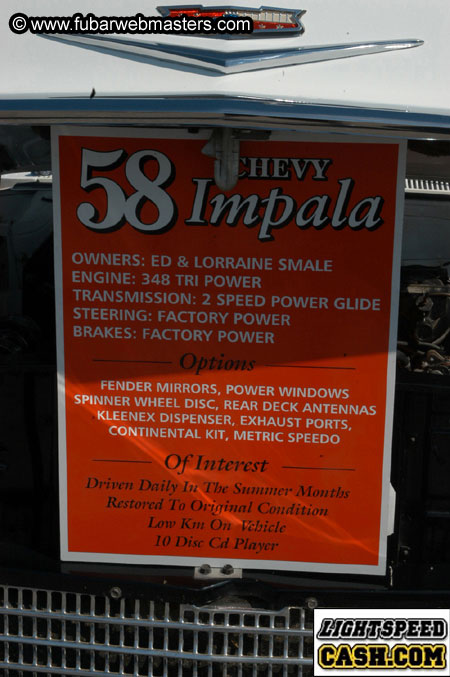 www.fubarwebmasters.com
58 CHEVY
Impala
OWNERS: ED & LORRAINE SMALE
ENGINE: 348 TRI POWER
TRANSMISSION: 2 SPEED POWER GLIDE
STEERING: FACTORY POWER
BRAKES: FACTORY POWER
Options
FENDER MIRRORS, POWER WINDOWS
SPINNER WHEEL DISC, REAR DECK ANTENNAS
KLEENEX DISPENSER, EXHAUST PORTS,
CONTINENTAL KIT, METRIC SPEEDO
Of Interest
Driven Daily In The Summer Months
Restored To Original Condition
Low Km On Vehicle
10 Disc Cd Player
LIGHTSPEED
CASH.COM